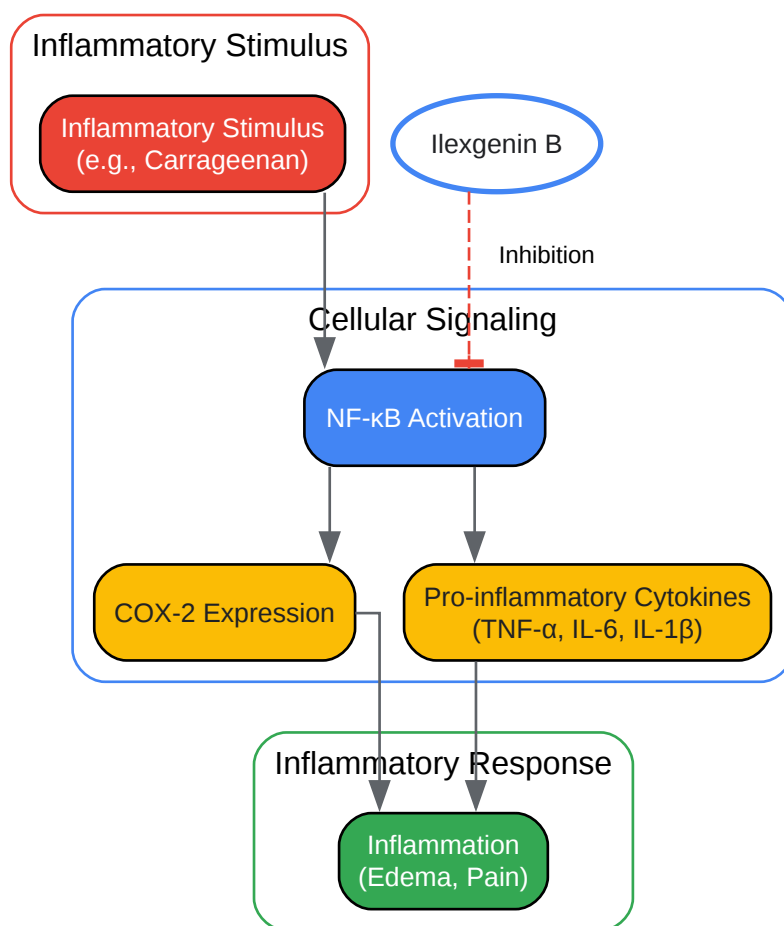 Inflammatory Stimulus
Inflammatory Stimulus
(e.g., Carrageenan)
Ilexgenin B
Inhibition
Cellular Signaling
NF-κB Activation
COX-2 Expression
Pro-inflammatory Cytokines
(TNF-α, IL-6, IL-1β)
Inflammatory Response
Inflammation
(Edema, Pain)